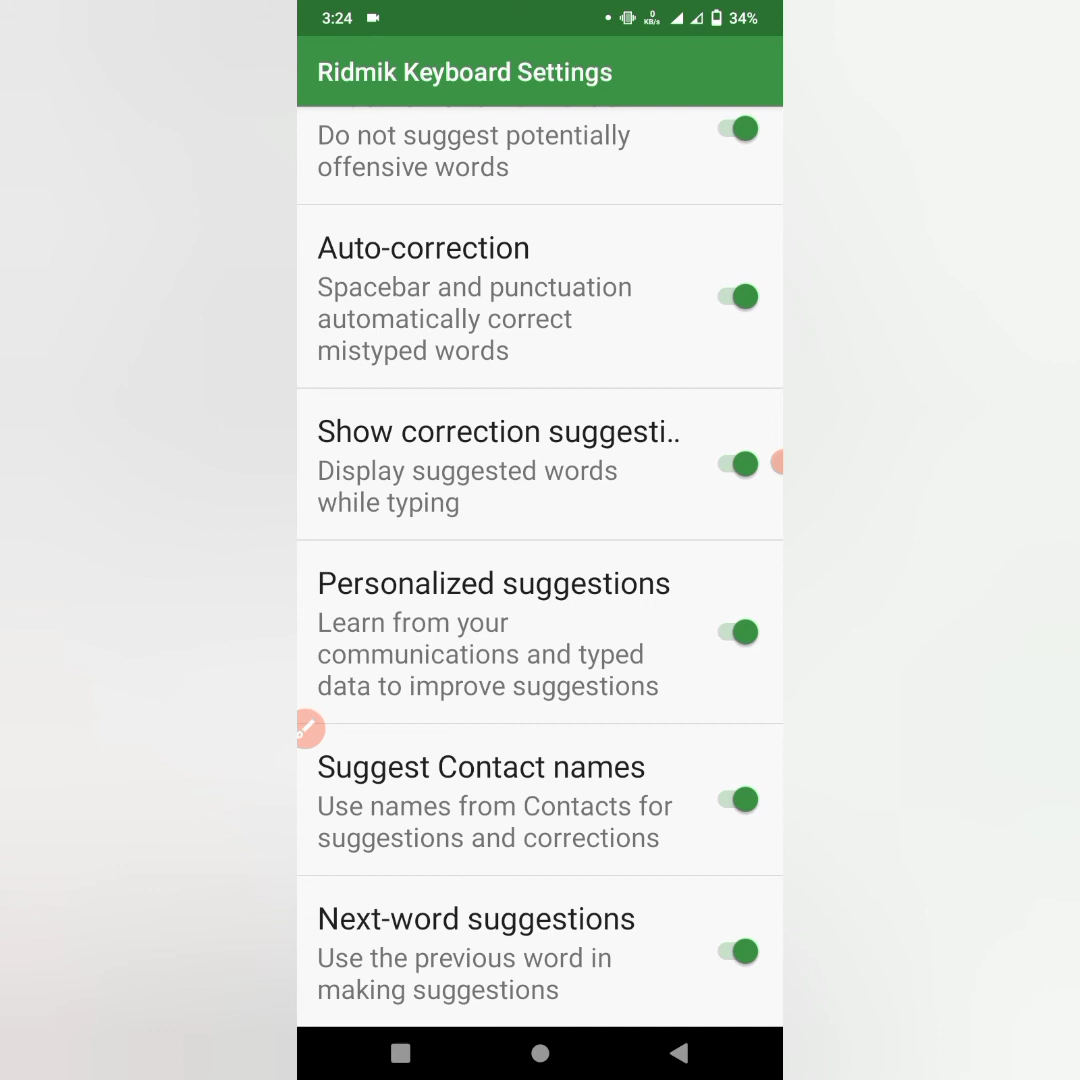 3:24
0
KB/s
34%
Ridmik Keyboard Settings
Do not suggest potentially
offensive words
Auto-correction
Spacebar and punctuation
automatically correct
mistyped words
Show correction suggesti..
Display suggested words
while typing
Personalized suggestions
Learn from your
communications and typed
data to improve suggestions
Suggest Contact names
Use names from Contacts for
suggestions and corrections
Next-word suggestions
Use the previous word in
making suggestions